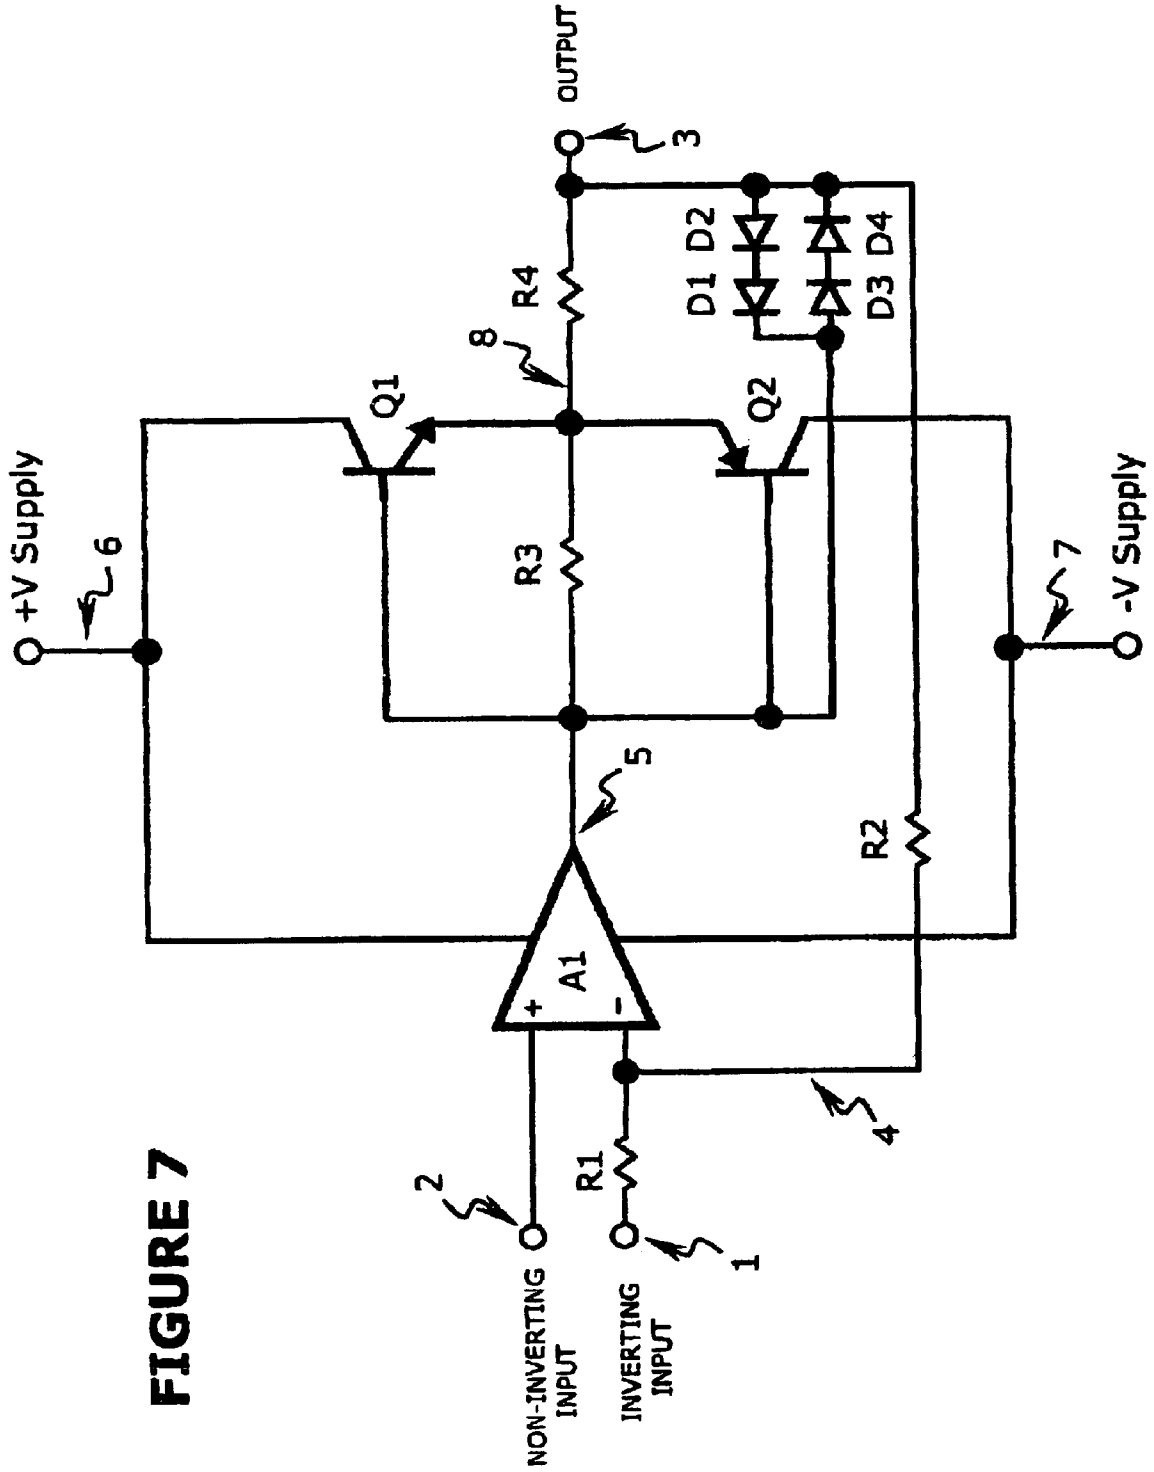 FIGURE 7
+V Supply
6
Q1
8
R3
R4
OUTPUT
3
2
NON-INVERTING
INPUT
+
A1
-
5
R1
INVERTING
INPUT
1
D1 D2
Q2
D3 D4
R2
4
7
-V Supply